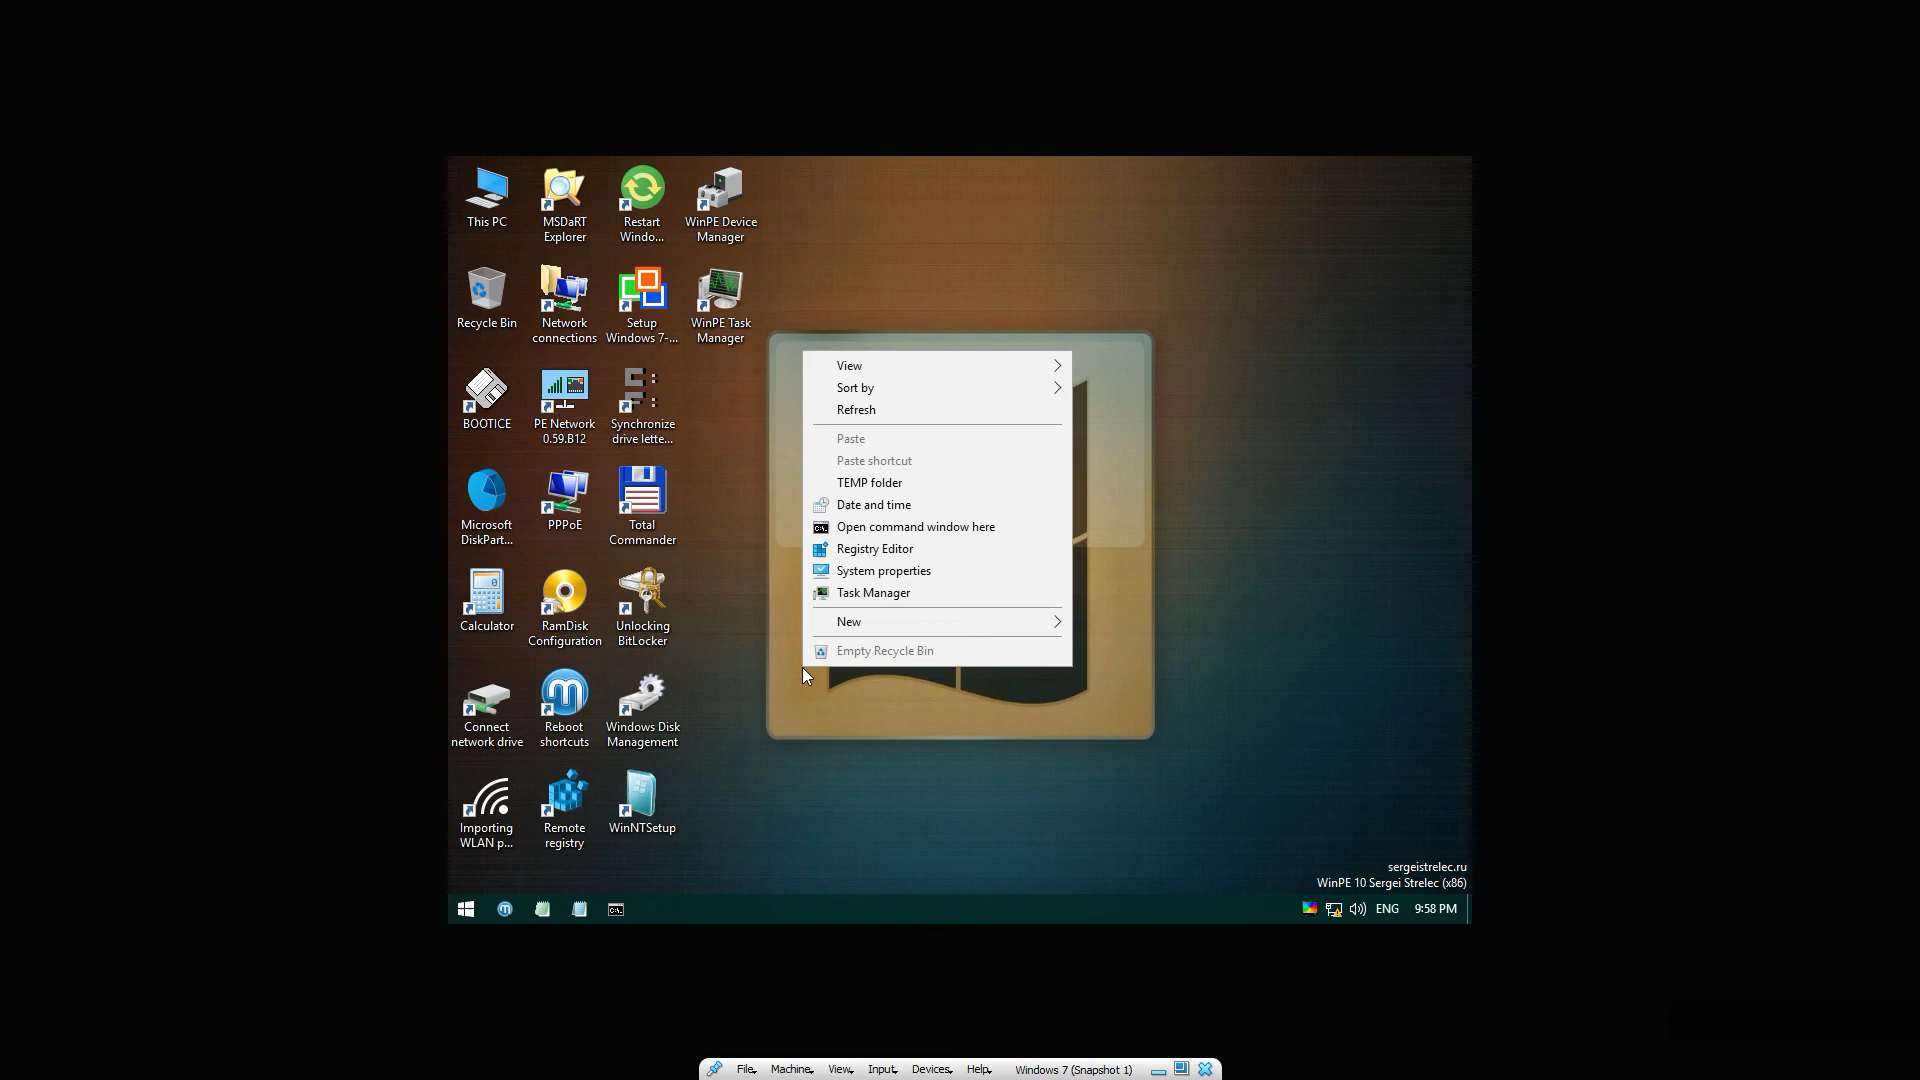 This PC
MSDaRT
Explorer
Restart
Windo...
WinPE Device
Manager
Recycle Bin
Network
connections
Setup
Windows 7-...
WinPE Task
Manager
BOOTICE
PE Network
0.59.B12
Synchronize
drive lette...
Microsoft
DiskPart...
PPPoE
Total
Commander
Calculator
RamDisk
Configuration
Unlocking
BitLocker
Connect
network drive
Reboot
shortcuts
Windows Disk
Management
Importing
WLAN p...
Remote
registry
WinNTSetup
View
Sort by
Refresh
Paste
Paste shortcut
TEMP folder
Date and time
Open command window here
Registry Editor
System properties
Task Manager
New
Empty Recycle Bin
sergeistrelec.ru
WinPE 10 Sergei Strelec (x86)
ENG 9:58 PM
File Machine View Input Devices Help Windows 7 (Snapshot 1)